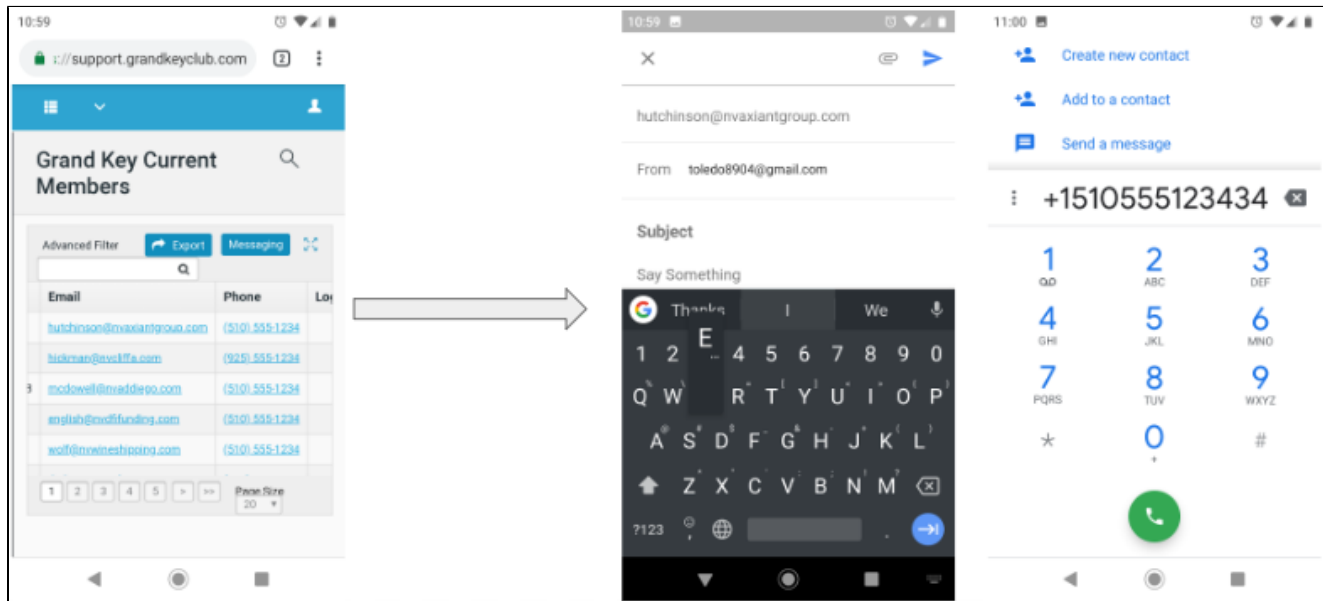 10:59
://support.grandkeyclub.com 2
Grand Key Current
Members
Advanced Filter Export Messaging
Email Phone
hutchinson@nvaxiantgroup.com (510) 555-1234
hickman@nvcliffa.com (925) 555-1234
mcdowell@nvaddiego.com (510) 555-1234
english@nvdfifunding.com (510) 555-1234
wolf@nvwineshipping.com (510) 555-1234
1 2 3 4 5 > >> Page Size
20
10:59
hutchinson@nvaxiantgroup.com
From toledo8904@gmail.com
Subject
Say Something
G Thanks I We
1 2 E 4 5 6 7 8 9 0
Q W R T Y U I O P
A S D F G H J K L
Z X C V B N M
?123 , .
11:00
Create new contact
Add to a contact
Send a message
+1510555123434
1 2 3
ABC DEF
4 5 6
GHI JKL MNO
7 8 9
PQRS TUV WXYZ
* 0 #
+